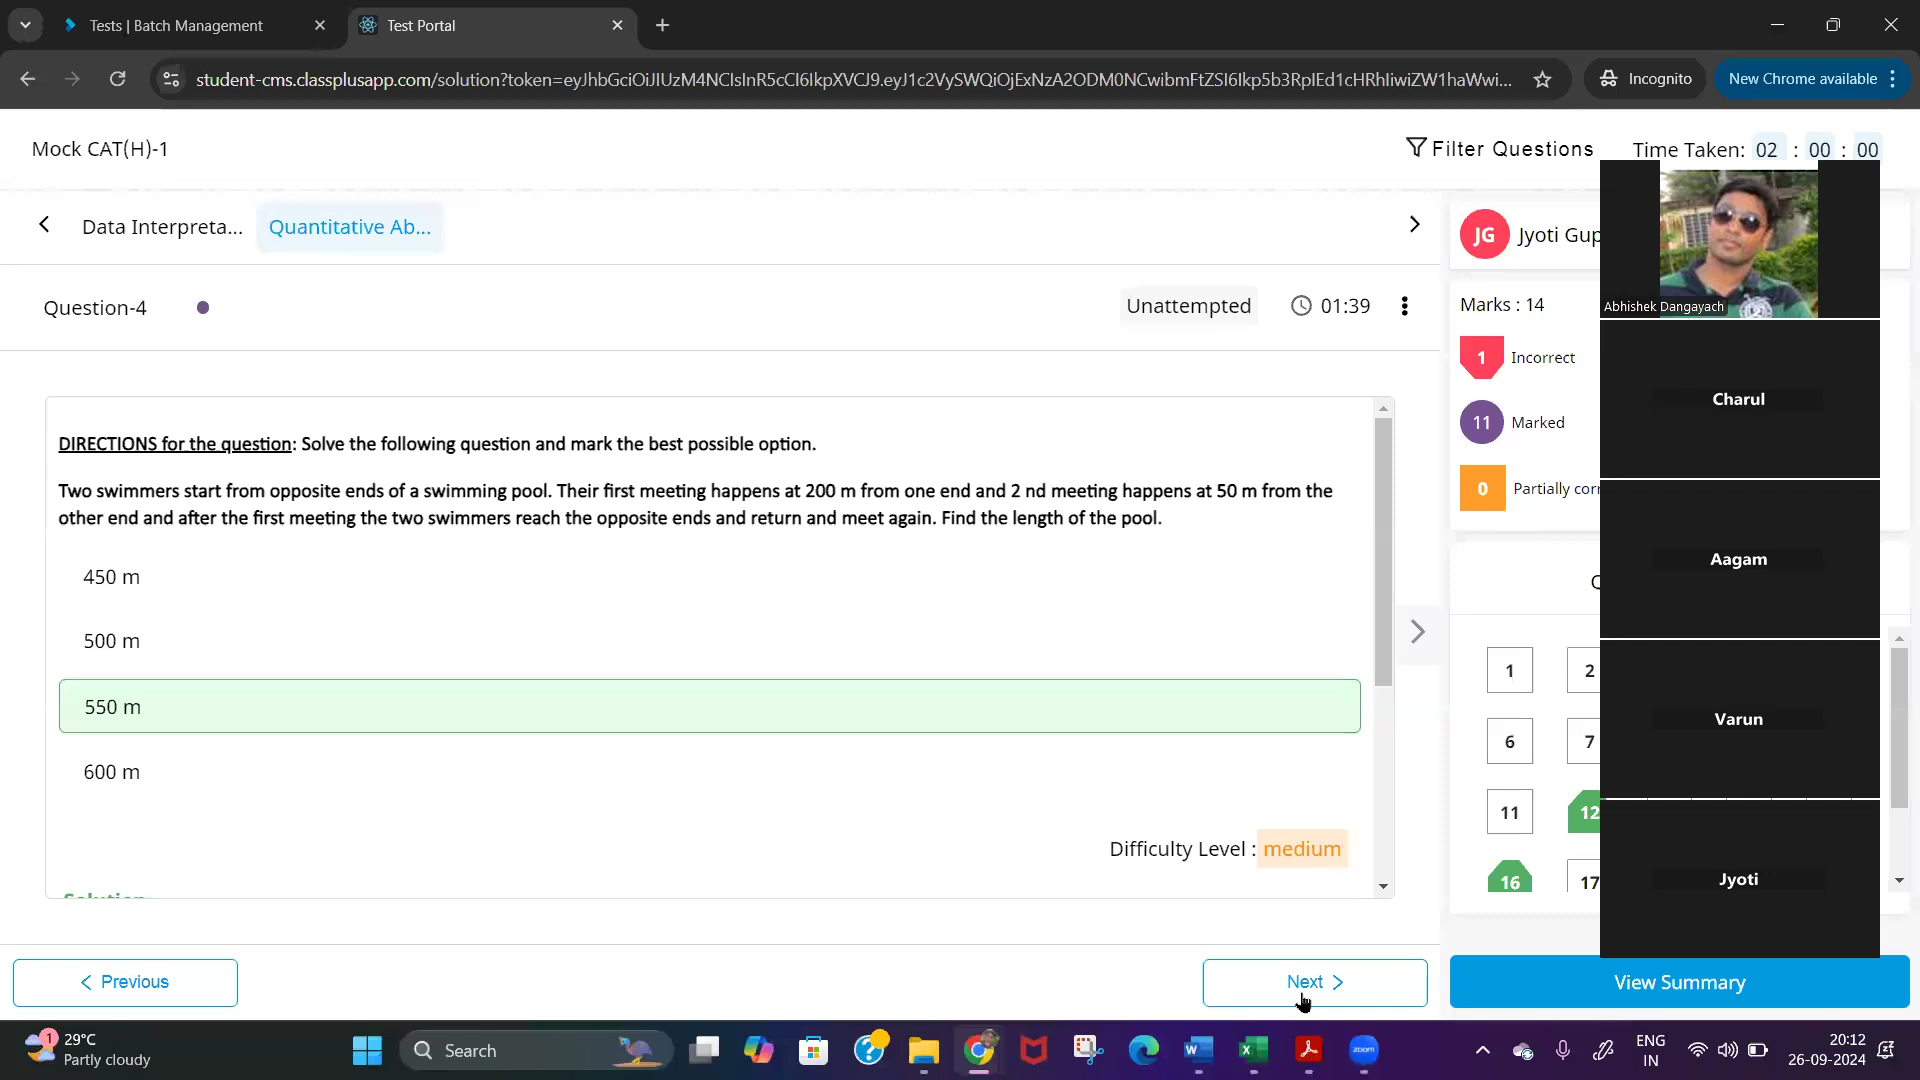 Tests | Batch Management
Test Portal
student-cms.classplusapp.com/solution?token=eyJhbGciOiJIUzM4NCIsInR5cCI6IkpXVCJ9.eyJ1c2VySWQiOjExNzA2ODM0NCwibmFtZSI6Ikp5b3RpIEd1cHRhIiwiZW1haWwi...
Incognito
New Chrome available
Mock CAT(H)-1
Filter Questions
Time Taken: 02 : 00 : 00
Data Interpreta...
Quantitative Ab...
JG
Jyoti Gup
Question-4
Unattempted
01:39
Marks : 14
Abhishek Dangayach
1
Incorrect
11
Marked
0
Partially corr
Charul
Aagam
Varun
Jyoti
DIRECTIONS for the question: Solve the following question and mark the best possible option.
Two swimmers start from opposite ends of a swimming pool. Their first meeting happens at 200 m from one end and 2 nd meeting happens at 50 m from the
other end and after the first meeting the two swimmers reach the opposite ends and return and meet again. Find the length of the pool.
450 m
500 m
550 m
600 m
Difficulty Level : medium
1
2
6
7
11
12
16
17
Previous
Next
View Summary
1
29°C
Partly cloudy
Search
zoom
ENG
IN
20:12
26-09-2024